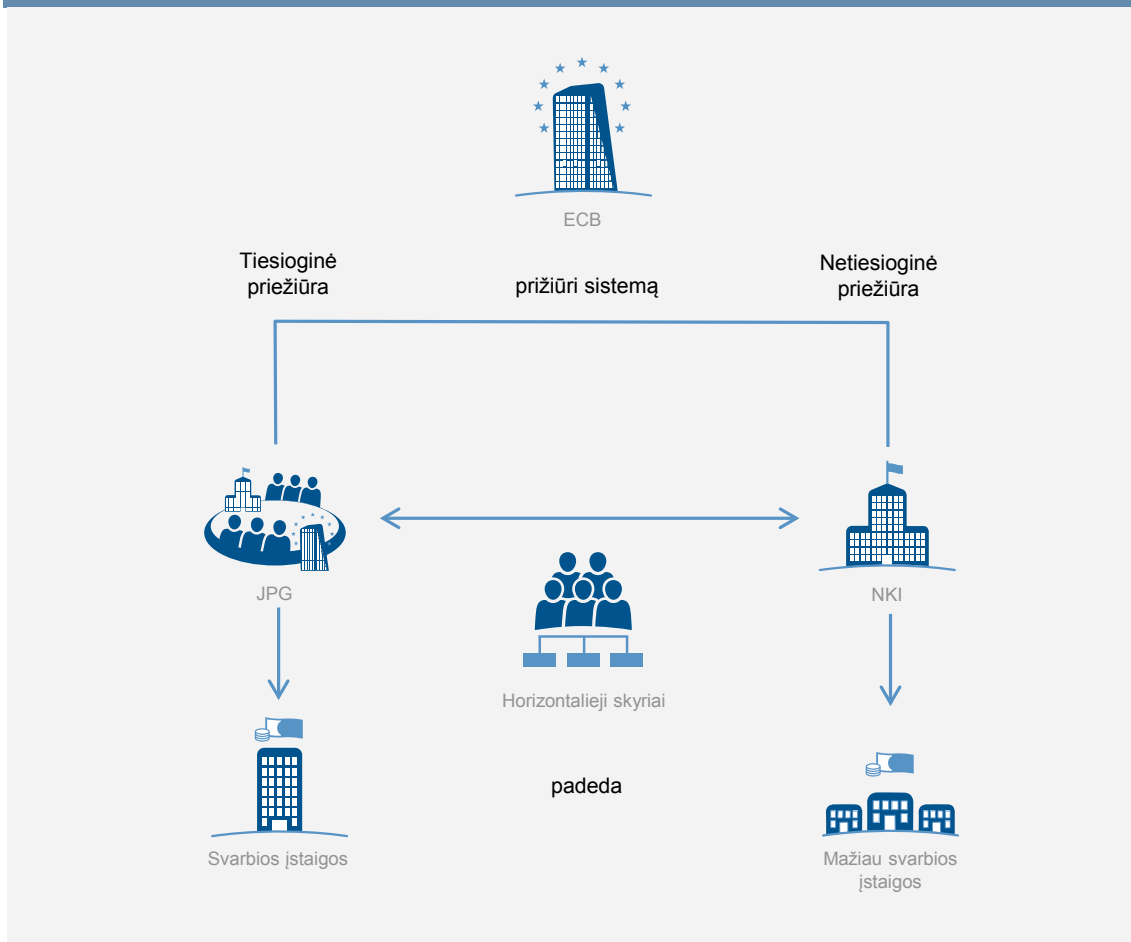 ECB
Tiesioginė
priežiūra
prižiūri sistemą
Netiesioginė
priežiūra
JPG
NKI
Horizontalieji skyriai
padeda
Svarbios įstaigos
Mažiau svarbios
įstaigos